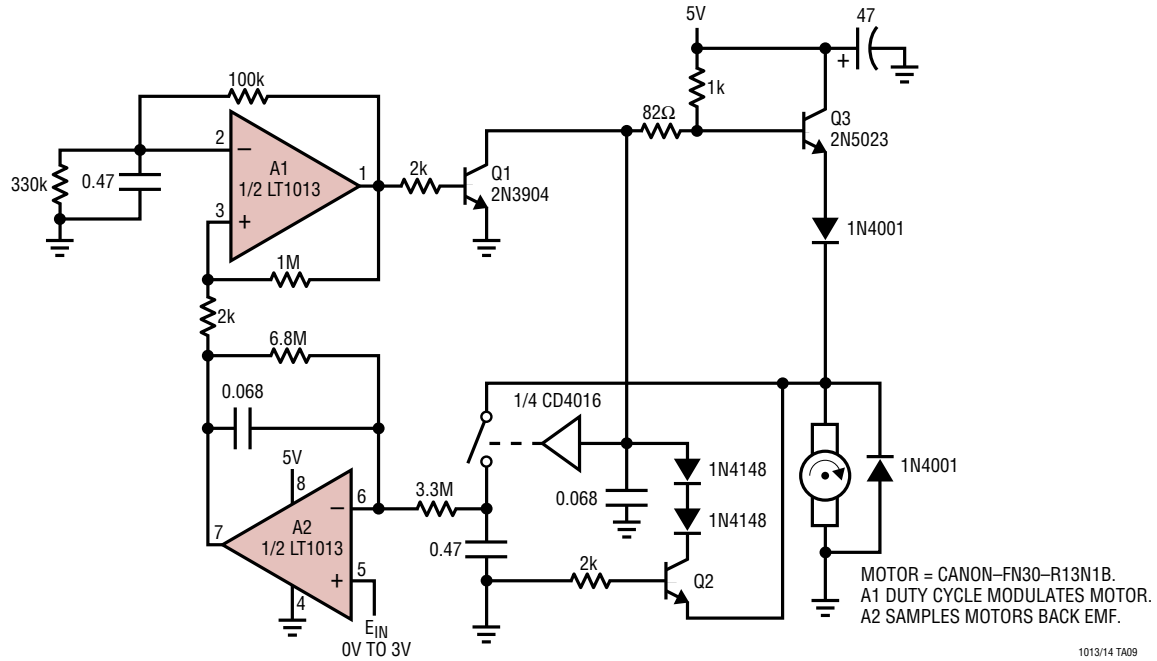 5V
47
+
100k
1k
82Ω
Q3
2N5023
2
−
A1
1/2 LT1013
1
2k
Q1
2N3904
330k
0.47
3
+
1N4001
1M
2k
6.8M
0.068
1/4 CD4016
5V
8
1N4148
1N4001
6
−
3.3M
0.068
7
A2
1/2 LT1013
1N4148
0.47
5
+
2k
Q2
4
EIN
0V TO 3V
MOTOR = CANON–FN30–R13N1B.
A1 DUTY CYCLE MODULATES MOTOR.
A2 SAMPLES MOTORS BACK EMF.
1013/14 TA09